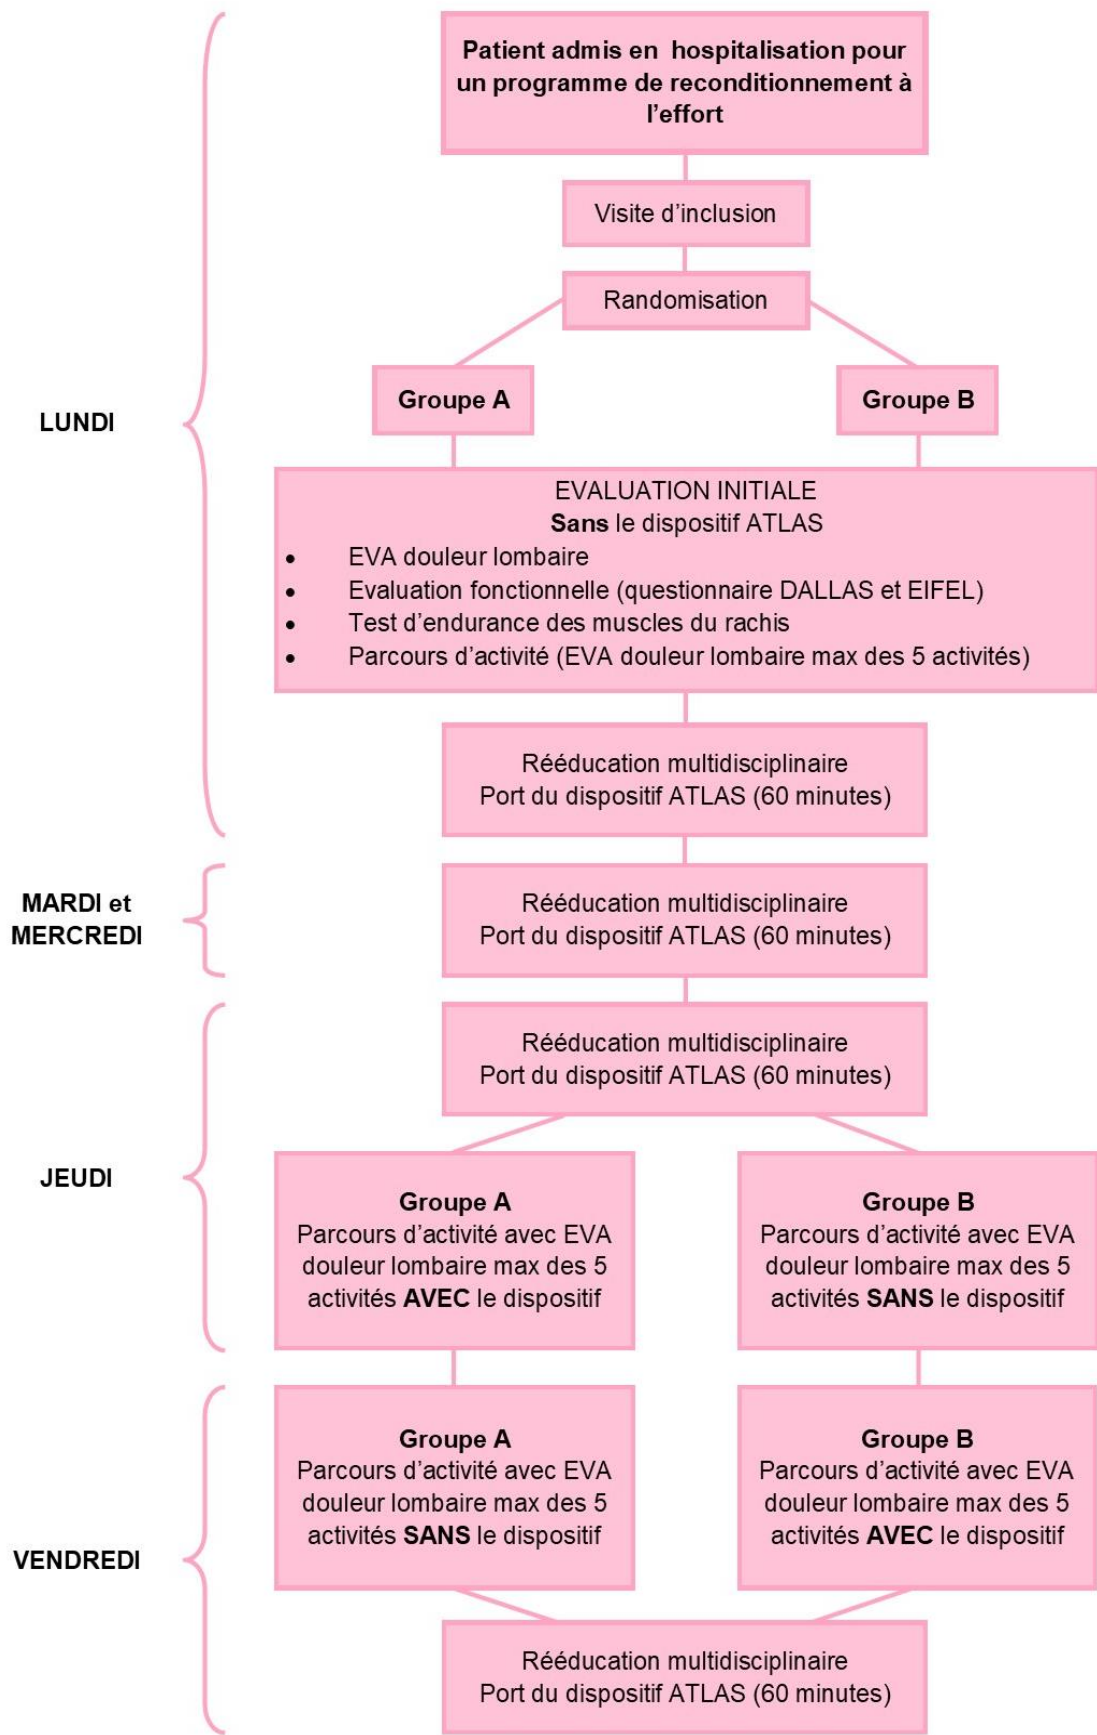 Patient admis en hospitalisation pour
un programme de reconditionnement à
l'effort
Visite d'inclusion
Randomisation
Groupe A
Groupe B
LUNDI
EVALUATION INITIALE
Sans le dispositif ATLAS
• EVA douleur lombaire
• Evaluation fonctionnelle (questionnaire DALLAS et EIFEL)
• Test d'endurance des muscles du rachis
• Parcours d'activité (EVA douleur lombaire max des 5 activités)
Rééducation multidisciplinaire
Port du dispositif ATLAS (60 minutes)
MARDI et
MERCREDI
Rééducation multidisciplinaire
Port du dispositif ATLAS (60 minutes)
Rééducation multidisciplinaire
Port du dispositif ATLAS (60 minutes)
JEUDI
Groupe A
Parcours d'activité avec EVA
douleur lombaire max des 5
activités AVEC le dispositif
Groupe B
Parcours d'activité avec EVA
douleur lombaire max des 5
activités SANS le dispositif
VENDREDI
Groupe A
Parcours d'activité avec EVA
douleur lombaire max des 5
activités SANS le dispositif
Groupe B
Parcours d'activité avec EVA
douleur lombaire max des 5
activités AVEC le dispositif
Rééducation multidisciplinaire
Port du dispositif ATLAS (60 minutes)